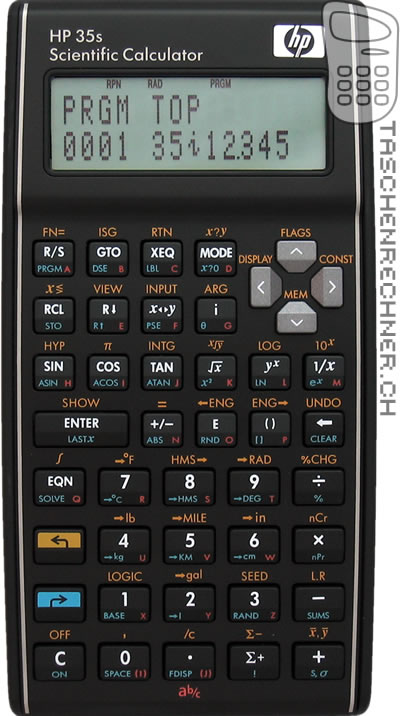 HP 35s
Scientific Calculator
hp
RPN RAD PRGM
PRGM TOP
0001 35i12345
TASCHENRECHNER.CH
FN= ISG RTN x?y FLAGS
R/S GTO XEQ MODE
PRGM A DSE B LBL C x?0 D
DISPLAY CONST
x≶ VIEW INPUT ARG MEM
RCL R↓ x↔y i
STO R↑ E PSE F θ G
HYP π INTG x√y LOG 10ˣ
SIN COS TAN √x yˣ 1/x
ASIN H ACOS I ATAN J x² K LN L eˣ M
SHOW = ←ENG ENG→ UNDO
ENTER +/− E ( ) ←
LASTx ABS N RND O [ ] P CLEAR
∫ →°F HMS→ →RAD %CHG
EQN 7 8 9 ÷
SOLVE Q →°C R →HMS S →DEG T %
→lb →MILE →in nCr
4 5 6 ×
→kg U →KM V →cm W nPr
LOGIC →gal SEED L.R
1 2 3 −
BASE X →l Y RAND Z SUMS
OFF , /c Σ− x̄,ȳ
C 0 · Σ+ +
ON SPACE (I) FDISP (J) ! S,σ
ab/c